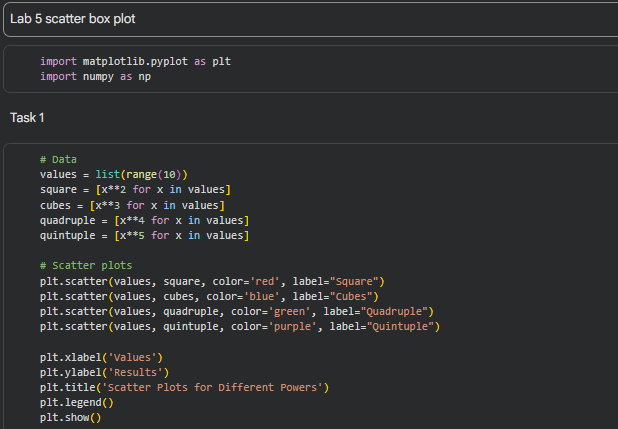 Lab 5 scatter box plot
import matplotlib.pyplot as plt
import numpy as np
Task 1
# Data
values = list(range(10))
square = [x**2 for x in values]
cubes = [x**3 for x in values]
quadruple = [x**4 for x in values]
quintuple = [x**5 for x in values]
# Scatter plots
plt.scatter(values, square, color='red', label="Square")
plt.scatter(values, cubes, color='blue', label="Cubes")
plt.scatter(values, quadruple, color='green', label="Quadruple")
plt.scatter(values, quintuple, color='purple', label="Quintuple")
plt.xlabel('Values')
plt.ylabel('Results')
plt.title('Scatter Plots for Different Powers')
plt.legend()
plt.show()